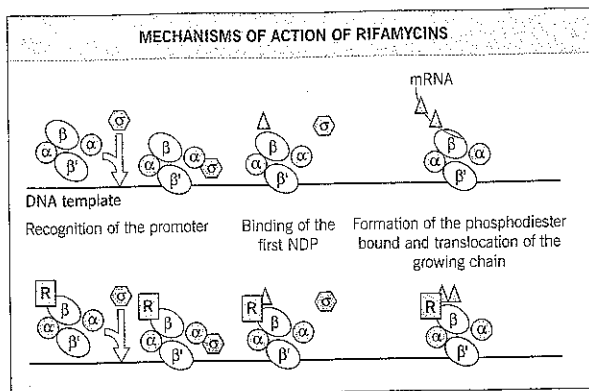 MECHANISMS OF ACTION OF RIFAMYCINS
mRNA
σ
β
α
α
β'
β
α
α
σ
β'
σ
β
α
α
β'
β
α
α
β'
DNA template
Recognition of the promoter
Binding of the
first NDP
Formation of the phosphodiester
bound and translocation of the
growing chain
R
β
α
α
β'
σ
R
β
α
α
σ
β'
R
β
α
α
β'
σ
R
β
α
α
β'